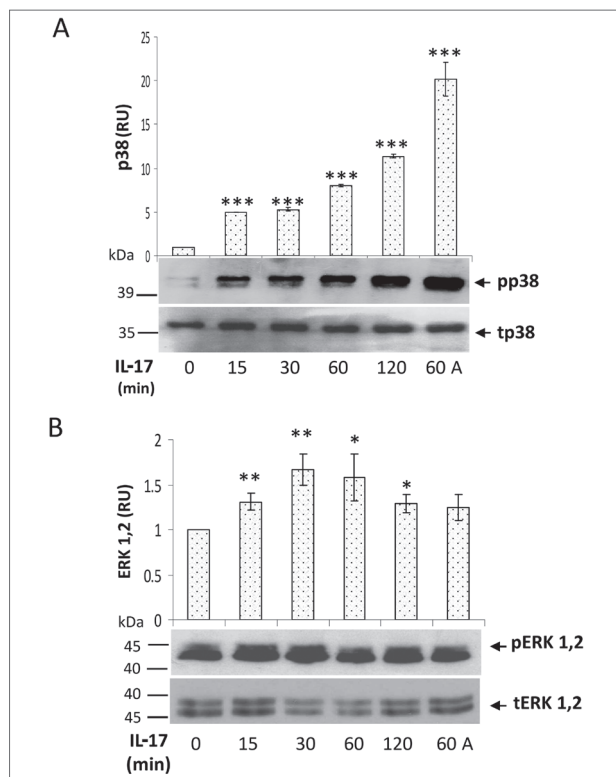 A
25
20
15
10
5
0
p38(RU)
***
***
***
***
***
kDa
39
pp38
35
tp38
IL-17
(min)
0 15 30 60 120 60 A
B
2
1.5
1
0.5
0
ERK 1,2 (RU)
**
**
*
*
kDa
45
40
pERK 1,2
40
45
tERK 1,2
IL-17
(min)
0 15 30 60 120 60 A